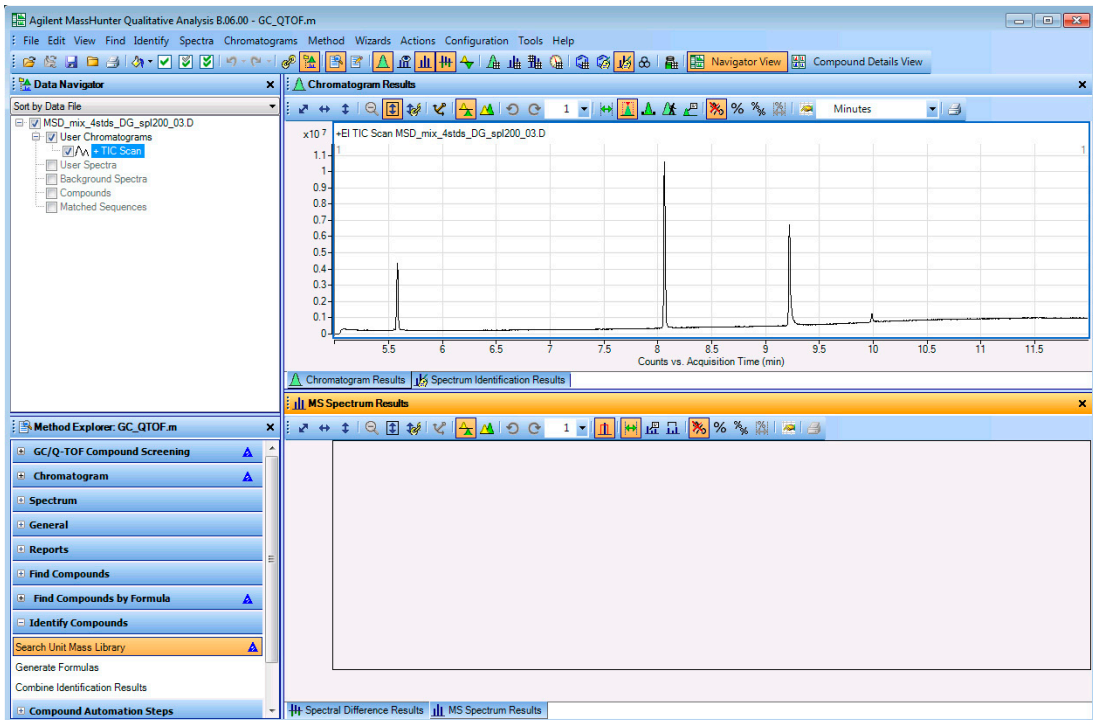 Agilent MassHunter Qualitative Analysis B.06.00 - GC_QTOF.m
File Edit View Find Identify Spectra Chromatograms Method Wizards Actions Configuration Tools Help
Navigator View Compound Details View
Data Navigator
Sort by Data File
MSD_mix_4stds_DG_spl200_03.D
User Chromatograms
+ TIC Scan
User Spectra
Background Spectra
Compounds
Matched Sequences
Chromatogram Results
1 % % Minutes
x10 7 +EI TIC Scan MSD_mix_4stds_DG_spl200_03.D
1 1
1.1
1
0.9
0.8
0.7
0.6
0.5
0.4
0.3
0.2
0.1
0
5.5 6 6.5 7 7.5 8 8.5 9 9.5 10 10.5 11 11.5
Counts vs. Acquisition Time (min)
Chromatogram Results Spectrum Identification Results
MS Spectrum Results
1 % %
Spectral Difference Results MS Spectrum Results
Method Explorer: GC_QTOF.m
GC/Q-TOF Compound Screening
Chromatogram
Spectrum
General
Reports
Find Compounds
Find Compounds by Formula
Identify Compounds
Search Unit Mass Library
Generate Formulas
Combine Identification Results
Compound Automation Steps